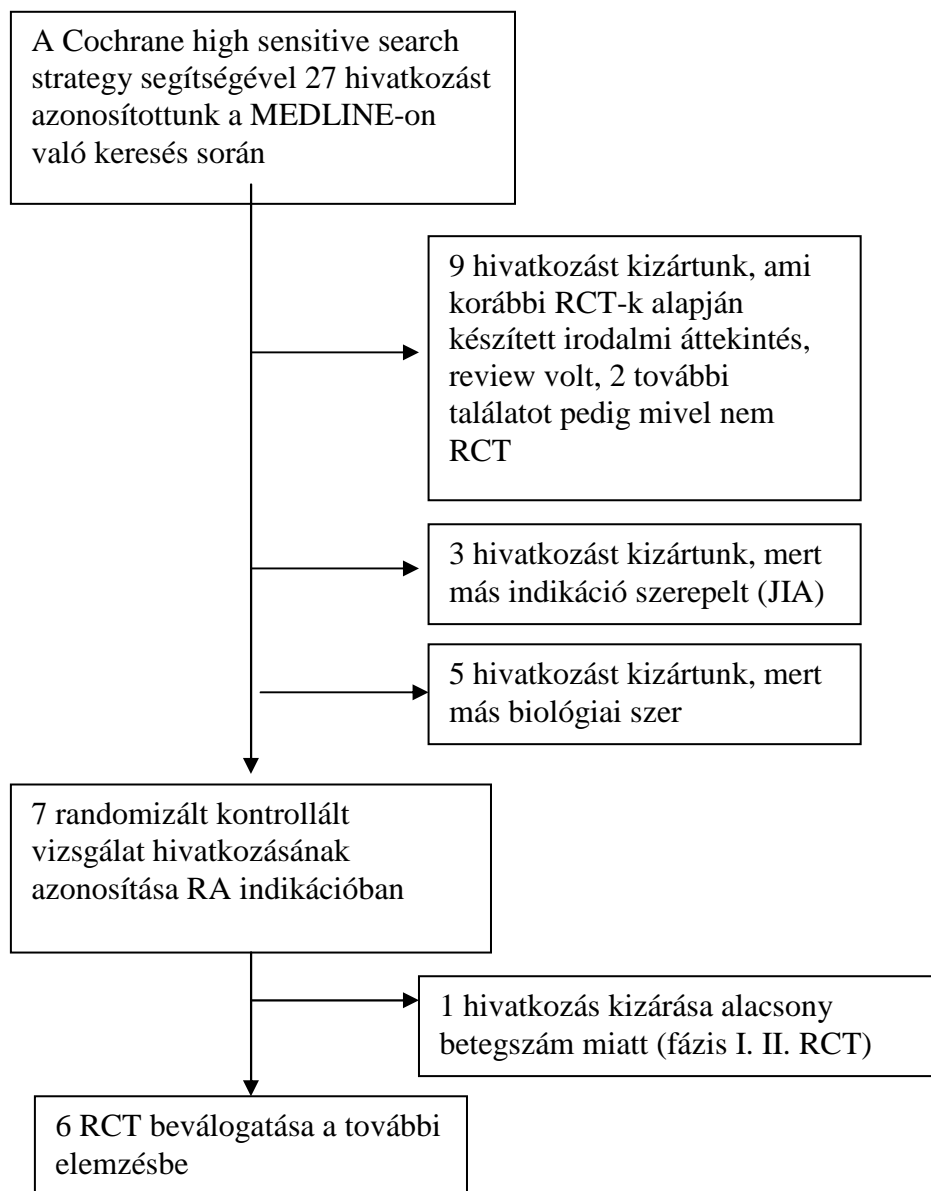 A Cochrane high sensitive search
strategy segítségével 27 hivatkozást
azonosítottunk a MEDLINE-on
való keresés során
9 hivatkozást kizártunk, ami
korábbi RCT-k alapján
készített irodalmi áttekintés,
review volt, 2 további
találatot pedig mivel nem
RCT
3 hivatkozást kizártunk, mert
más indikáció szerepelt (JIA)
5 hivatkozást kizártunk, mert
más biológiai szer
7 randomizált kontrollált
vizsgálat hivatkozásának
azonosítása RA indikációban
1 hivatkozás kizárása alacsony
betegszám miatt (fázis I. II. RCT)
6 RCT beválogatása a további
elemzésbe